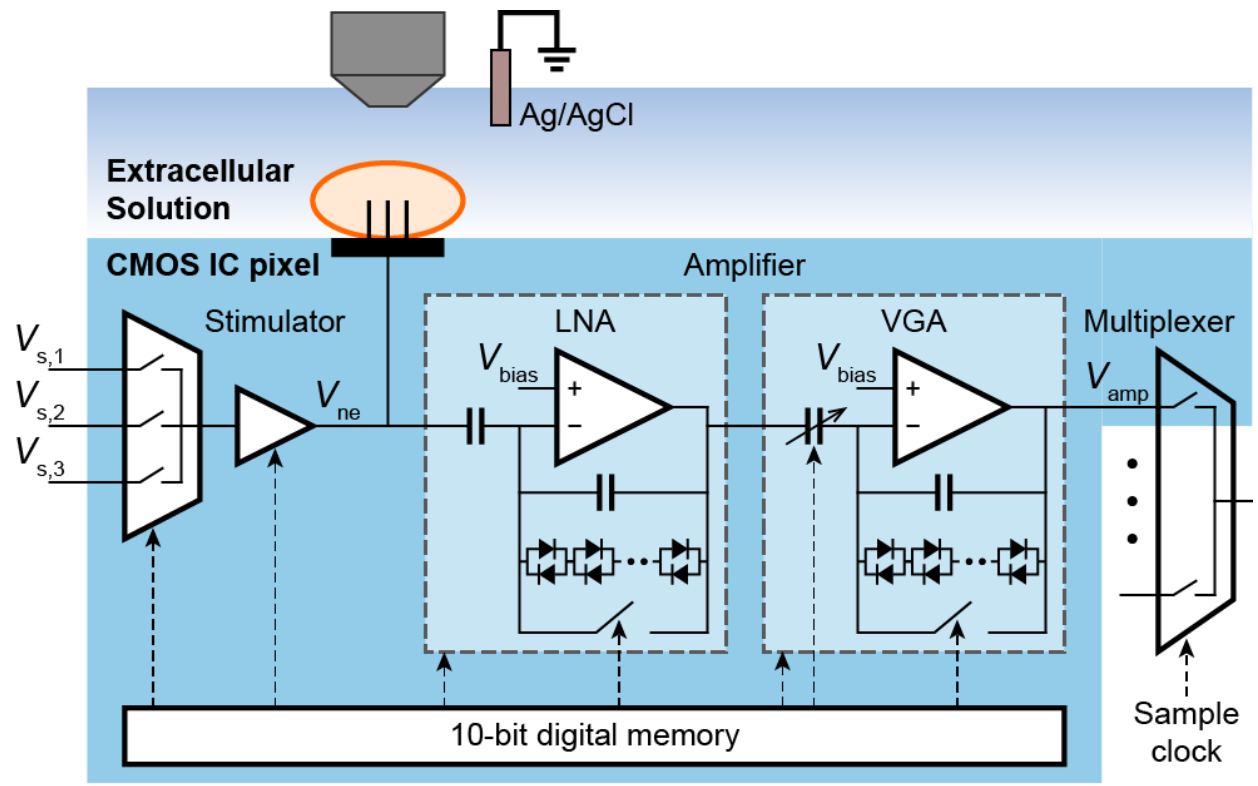 Ag/AgCl
Extracellular
Solution
CMOS IC pixel
Amplifier
Stimulator
LNA
VGA
Multiplexer
Vs,1
Vs,2
Vs,3
Vne
Vbias
+
−
Vbias
+
−
Vamp
10-bit digital memory
Sample
clock